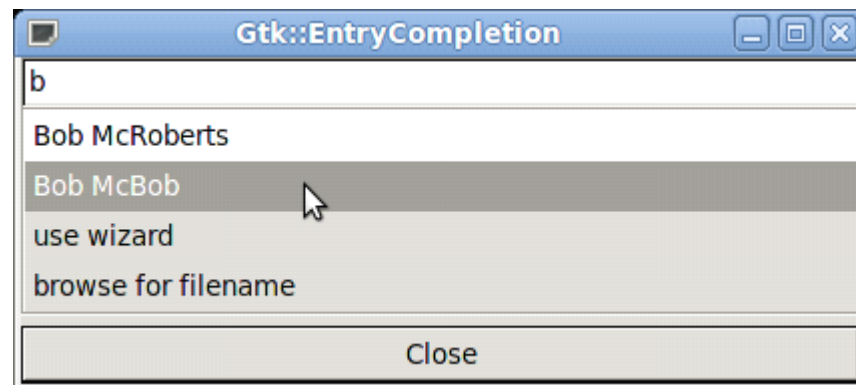 Gtk::EntryCompletion
b
Bob McRoberts
Bob McBob
use wizard
browse for filename
Close